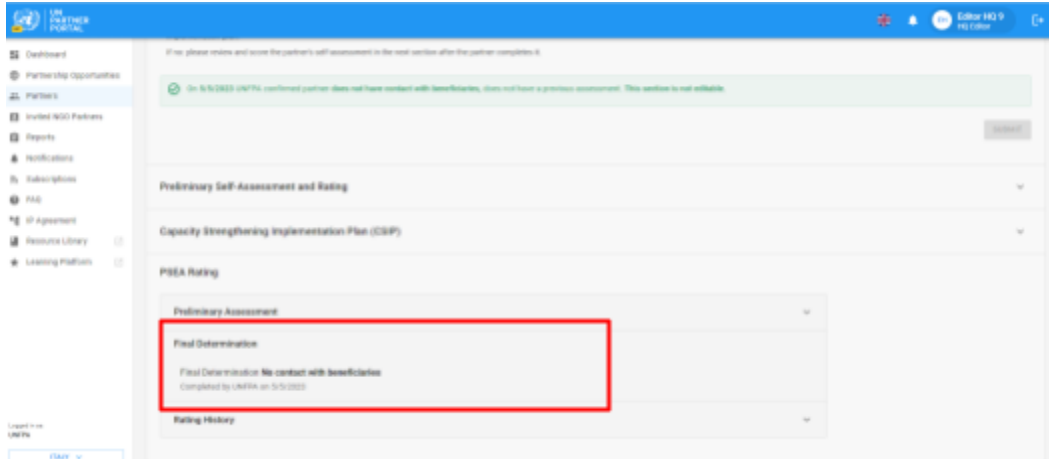 UN
PARTNER
PORTAL
Editor HQ 9
HQ Editor
Dashboard
Partnership Opportunities
Partners
Invited NGO Partners
Reports
Notifications
Subscriptions
FAQ
IP Agreement
Resource Library
Learning Platform
If no: please review and score the partner's self-assessment in the next section after the partner completes it.
On 5/5/2023 UNFPA confirmed partner does not have contact with beneficiaries, does not have a previous assessment. This section is not editable.
SUBMIT
Preliminary Self-Assessment and Rating
Capacity Strengthening Implementation Plan (CSIP)
PSEA Rating
Preliminary Assessment
Final Determination
Final Determination No contact with beneficiaries
Completed by UNFPA on 5/5/2023
Rating History
Logged in as:
UNFPA